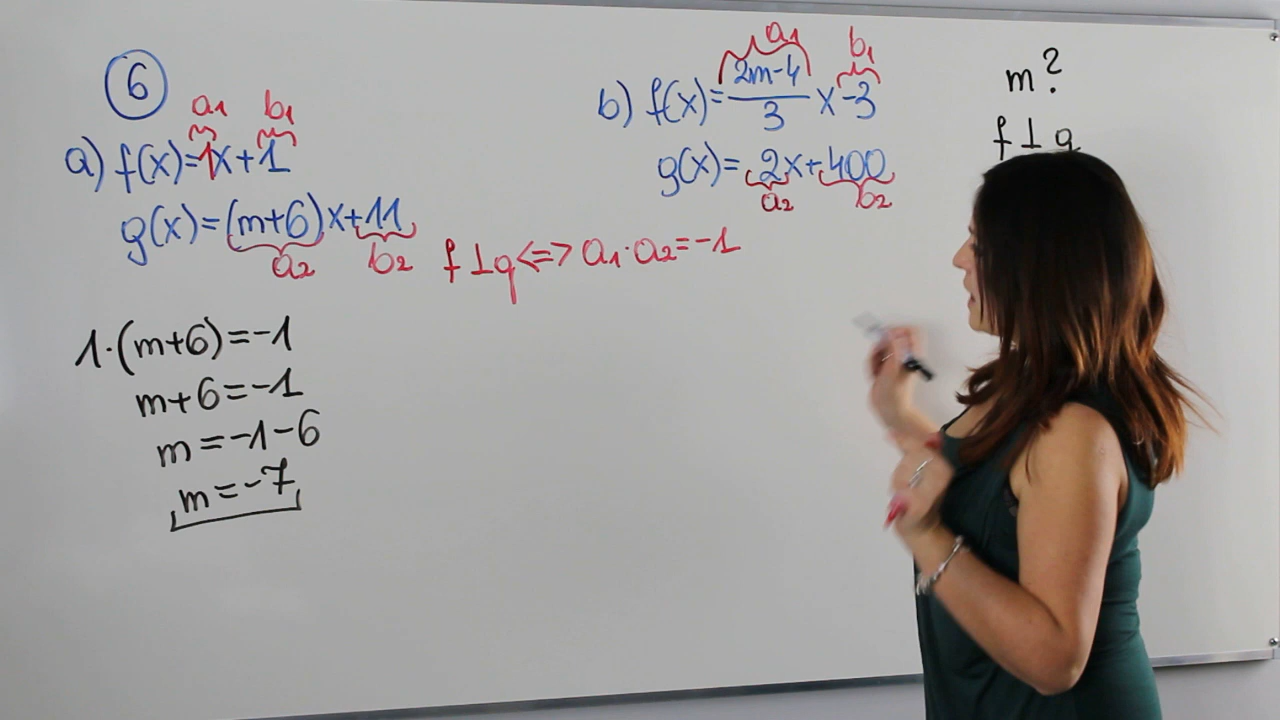 6
a1 b1
a) f(x)=1x+1
g(x)=(m+6)x+11
a2 b2
f⊥g<=> a1·a2=-1
1·(m+6)=-1
m+6=-1
m=-1-6
m=-7
a1 b1
b) f(x)=2m-4/3 x-3
g(x)=2x+400
a2 b2
m?
f⊥g